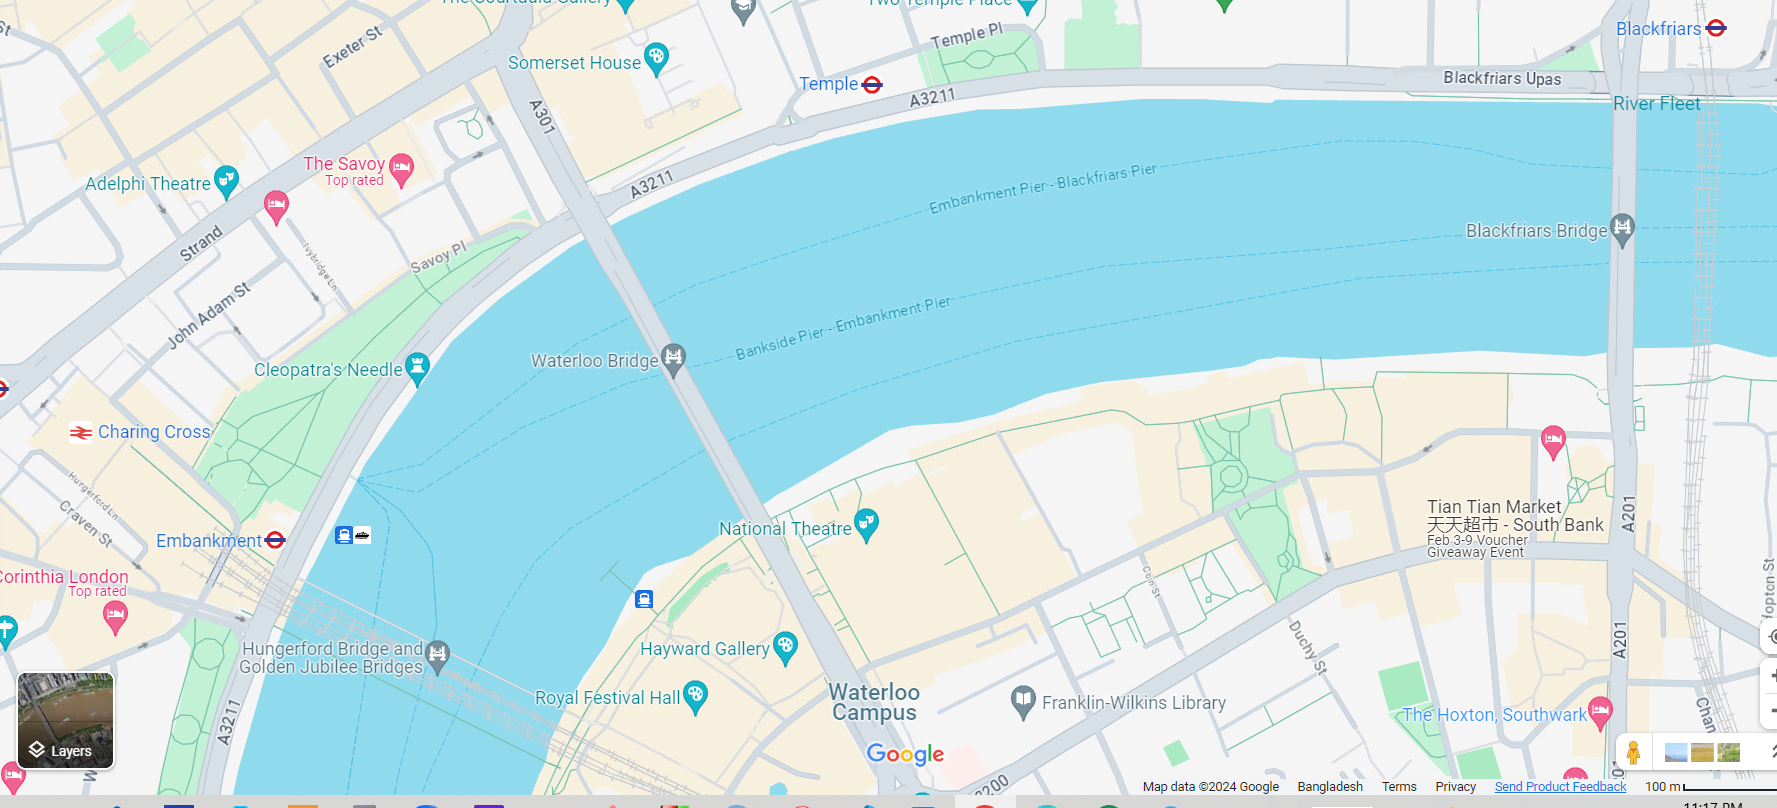 The Courtauld Gallery
Two Temple Place
Exeter St
Somerset House
Temple Pl
Temple
A3211
Blackfriars
Blackfriars Upas
River Fleet
A301
The Savoy
Top rated
Adelphi Theatre
A3211
Embankment Pier - Blackfriars Pier
Strand
Ivybridge Ln
Savoy Pl
Blackfriars Bridge
John Adam St
Bankside Pier - Embankment Pier
Waterloo Bridge
Cleopatra's Needle
Charing Cross
Hungerford Ln
Craven St
Embankment
National Theatre
Tian Tian Market
天天超市 - South Bank
Feb 3-9 Voucher
Giveaway Event
A201
Corinthia London
Top rated
Coin St
Hopton St
Hungerford Bridge and
Golden Jubilee Bridges
Hayward Gallery
Duchy St
A201
Royal Festival Hall
Waterloo
Campus
Franklin-Wilkins Library
The Hoxton, Southwark
A3211
Layers
Google
Map data ©2024 Google
Bangladesh
Terms
Privacy
Send Product Feedback
100 m
11:17 PM